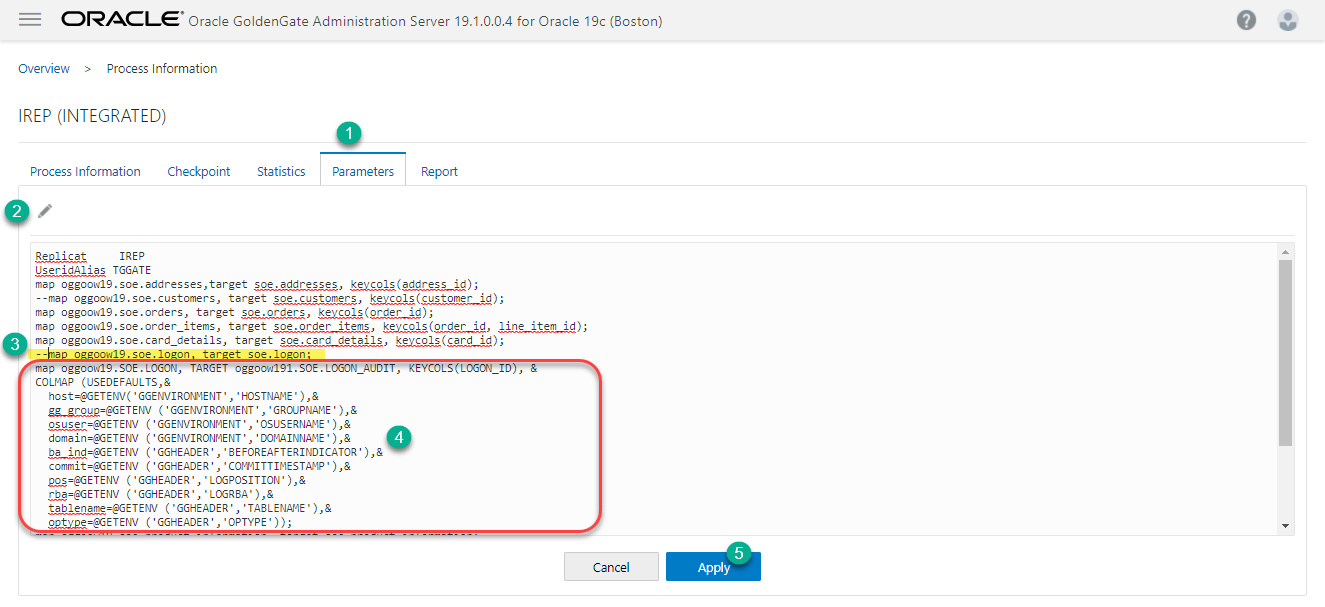 ORACLE® Oracle GoldenGate Administration Server 19.1.0.0.4 for Oracle 19c (Boston)
Overview > Process Information
IREP (INTEGRATED)
1
Process Information Checkpoint Statistics Parameters Report
2
Replicat IREP
UseridAlias TGGATE
map oggoow19.soe.addresses,target soe.addresses, keycols(address_id);
--map oggoow19.soe.customers, target soe.customers, keycols(customer_id);
map oggoow19.soe.orders, target soe.orders, keycols(order_id);
map oggoow19.soe.order_items, target soe.order_items, keycols(order_id, line_item_id);
map oggoow19.soe.card_details, target soe.card_details, keycols(card_id);
3
--map oggoow19.soe.logon, target soe.logon;
map oggoow19.SOE.LOGON, TARGET oggoow191.SOE.LOGON_AUDIT, KEYCOLS(LOGON_ID), &
COLMAP (USEDEFAULTS,&
host=@GETENV('GGENVIRONMENT','HOSTNAME'),&
gg_group=@GETENV ('GGENVIRONMENT','GROUPNAME'),&
osuser=@GETENV ('GGENVIRONMENT','OSUSERNAME'),&
domain=@GETENV ('GGENVIRONMENT','DOMAINNAME'),&
4
ba_ind=@GETENV ('GGHEADER','BEFOREAFTERINDICATOR'),&
commit=@GETENV ('GGHEADER','COMMITTIMESTAMP'),&
pos=@GETENV ('GGHEADER','LOGPOSITION'),&
rba=@GETENV ('GGHEADER','LOGRBA'),&
tablename=@GETENV ('GGHEADER','TABLENAME'),&
optype=@GETENV ('GGHEADER','OPTYPE'));
5
Cancel Apply